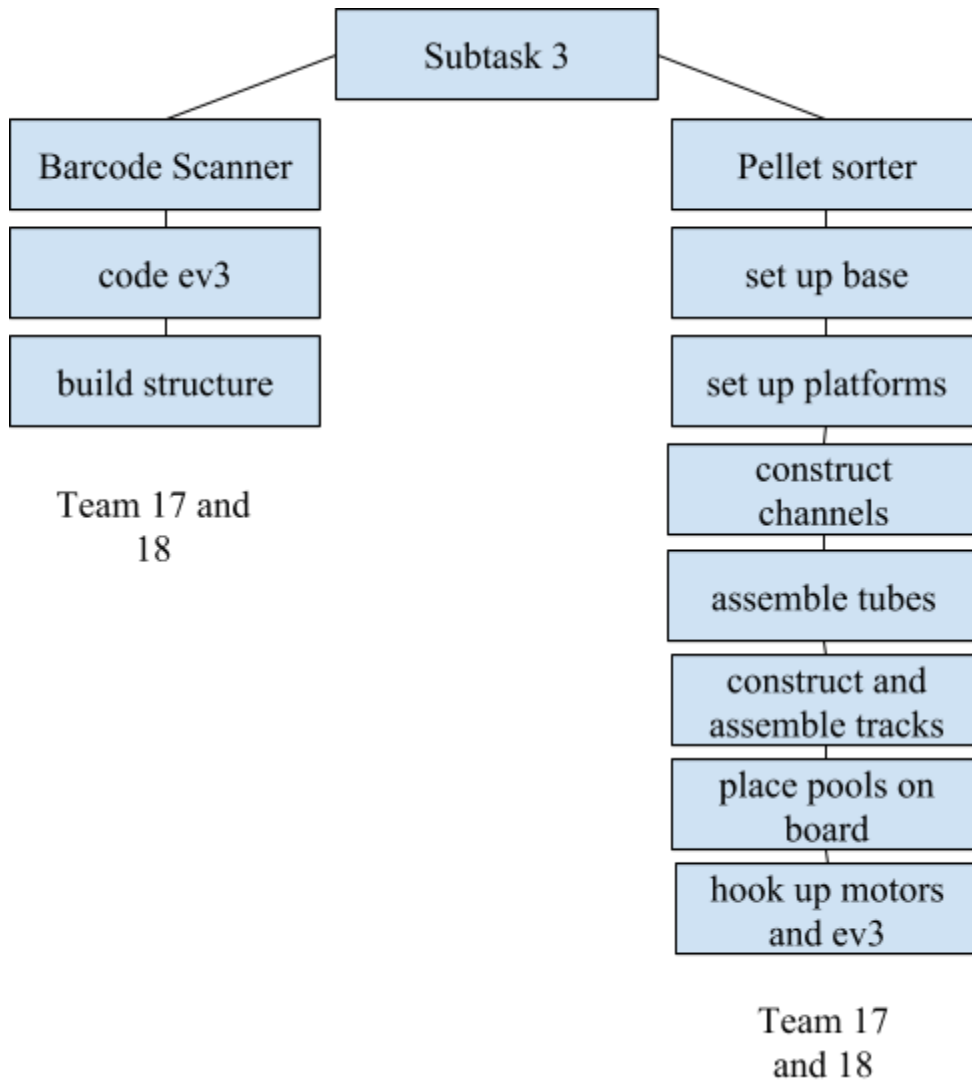 Subtask 3
Barcode Scanner
code ev3
build structure
Team 17 and
18
Pellet sorter
set up base
set up platforms
construct
channels
assemble tubes
construct and
assemble tracks
place pools on
board
hook up motors
and ev3
Team 17
and 18